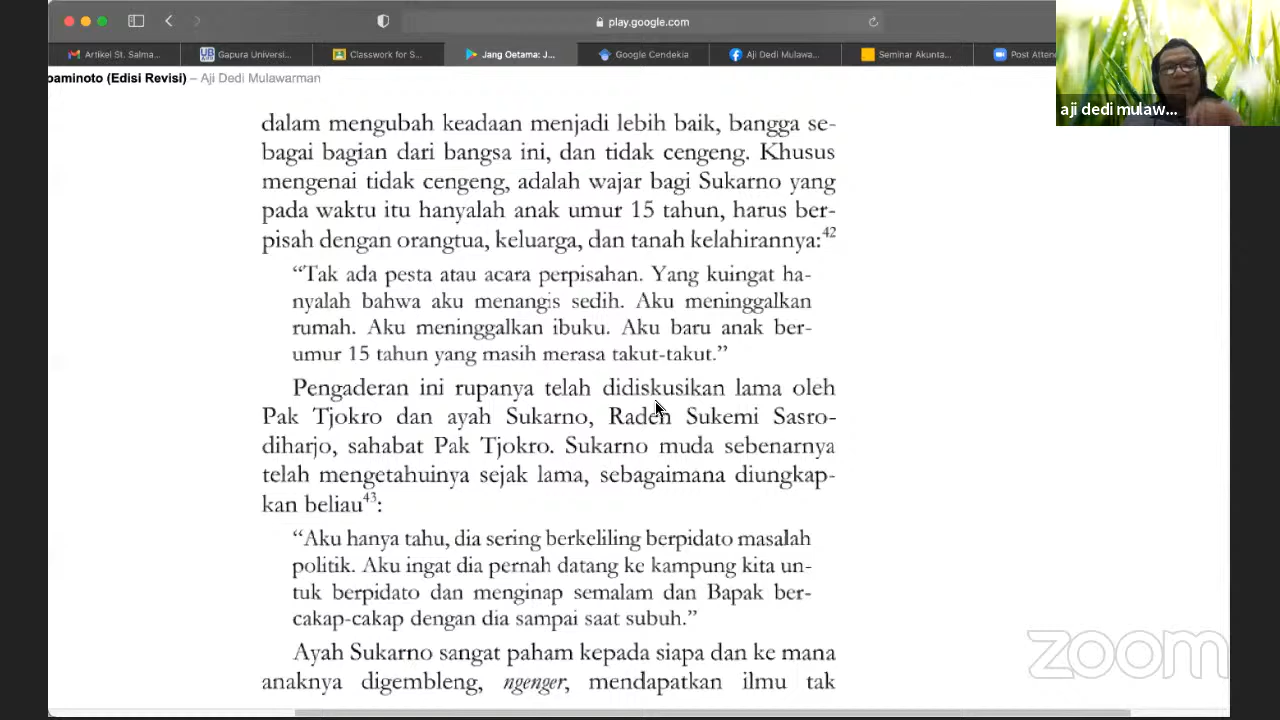 play.google.com
Artikel St. Salma...
Gapura Universi...
Classwork for S...
Jang Oetama: J...
Google Cendekia
Aji Dedi Mulawa...
Seminar Akunta...
Post Atten
oaminoto (Edisi Revisi) – Aji Dedi Mulawarman
aji dedi mulaw...
dalam mengubah keadaan menjadi lebih baik, bangga se-
bagai bagian dari bangsa ini, dan tidak cengeng. Khusus
mengenai tidak cengeng, adalah wajar bagi Sukarno yang
pada waktu itu hanyalah anak umur 15 tahun, harus ber-
pisah dengan orangtua, keluarga, dan tanah kelahirannya:42
“Tak ada pesta atau acara perpisahan. Yang kuingat ha-
nyalah bahwa aku menangis sedih. Aku meninggalkan
rumah. Aku meninggalkan ibuku. Aku baru anak ber-
umur 15 tahun yang masih merasa takut-takut.”
Pengaderan ini rupanya telah didiskusikan lama oleh
Pak Tjokro dan ayah Sukarno, Raden Sukemi Sasro-
diharjo, sahabat Pak Tjokro. Sukarno muda sebenarnya
telah mengetahuinya sejak lama, sebagaimana diungkap-
kan beliau43:
“Aku hanya tahu, dia sering berkeliling berpidato masalah
politik. Aku ingat dia pernah datang ke kampung kita un-
tuk berpidato dan menginap semalam dan Bapak ber-
cakap-cakap dengan dia sampai saat subuh.”
Ayah Sukarno sangat paham kepada siapa dan ke mana
anaknya digembleng, ngenger, mendapatkan ilmu tak
zoom